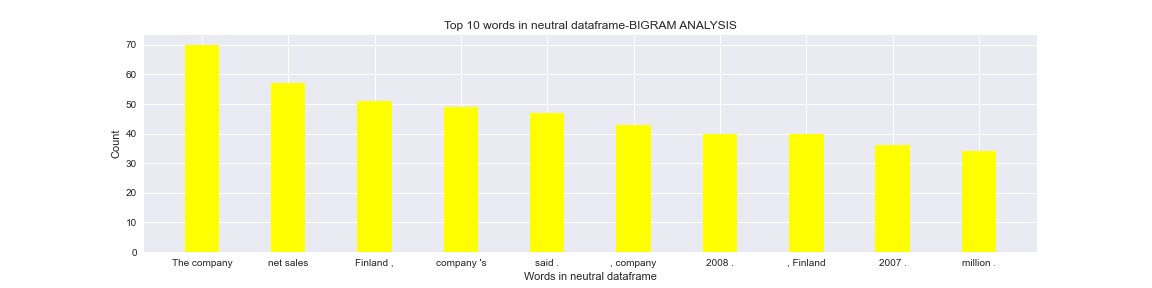 Top 10 words in neutral dataframe-BIGRAM ANALYSIS
70
60
50
40
30
20
10
0
Count
The company net sales Finland , company 's said . , company 2008 . , Finland 2007 . million .
Words in neutral dataframe